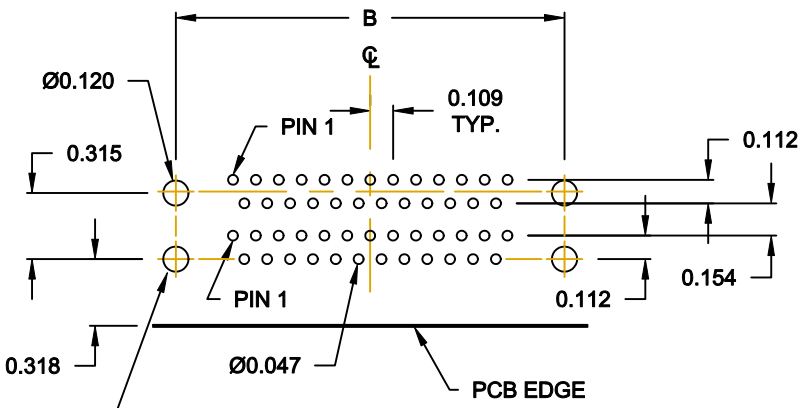 B
℄
Ø0.120
0.109
TYP.
PIN 1
0.112
0.315
0.154
PIN 1
0.112
0.318
Ø0.047
PCB EDGE